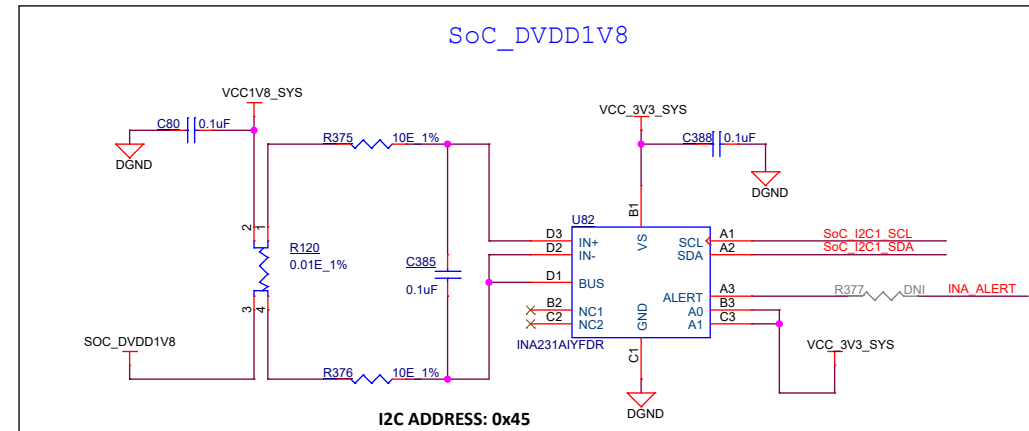 SoC_DVDD1V8
VCC1V8_SYS
VCC_3V3_SYS
C80 0.1uF
DGND
R375 10E_1%
C388 0.1uF
DGND
2 1
R120
0.01E_1%
3 4
C385
0.1uF
U82
B1
VS
D3 IN+
D2 IN-
D1 BUS
B2 NC1
C2 NC2
SCL A1 SoC_I2C1_SCL
SDA A2 SoC_I2C1_SDA
ALERT A3 R377 DNI INA_ALERT
A0 B3
A1 C3
GND
C1
INA231AIYFDR
VCC_3V3_SYS
SOC_DVDD1V8
R376 10E_1%
DGND
I2C ADDRESS: 0x45